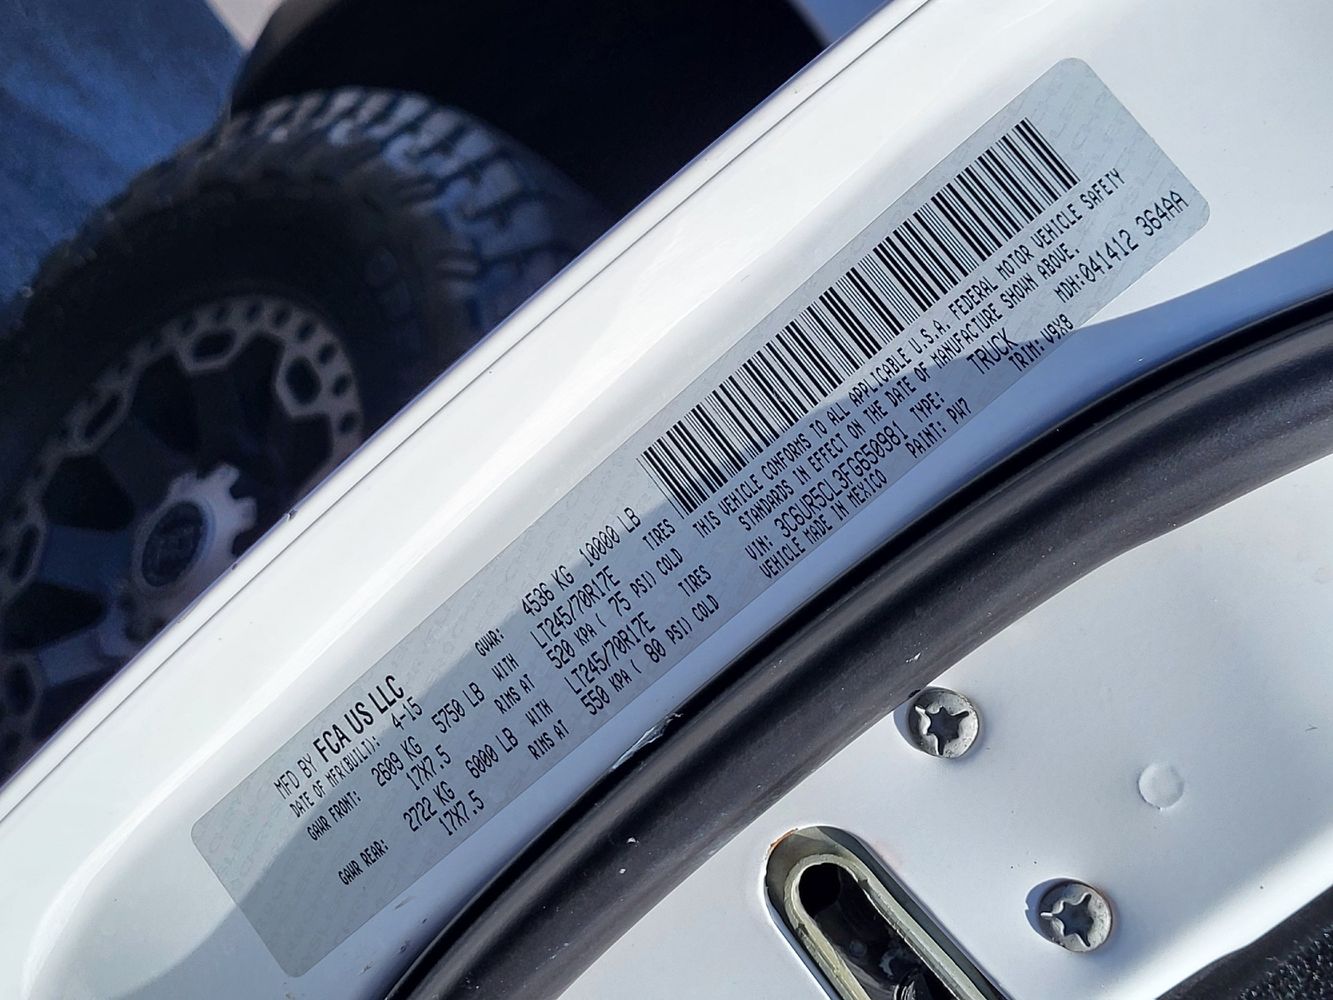 MFD BY FCA US LLC
DATE OF MFR(BUILT): 4-15 GVWR: 4536 KG 10000 LB
GAWR FRONT: 2609 KG 5750 LB WITH LT245/70R17E TIRES
17X7.5 RIMS AT 520 KPA ( 75 PSI) COLD
GAWR REAR: 2722 KG 6000 LB WITH LT245/70R17E TIRES
17X7.5 RIMS AT 550 KPA ( 80 PSI) COLD
THIS VEHICLE CONFORMS TO ALL APPLICABLE U.S.A. FEDERAL MOTOR VEHICLE SAFETY
STANDARDS IN EFFECT ON THE DATE OF MANUFACTURE SHOWN ABOVE.
VIN: 3C6UR5CL3FG650981 TYPE: TRUCK MDH:041412 364AA
VEHICLE MADE IN MEXICO PAINT: PW7 TRIM: V9X8